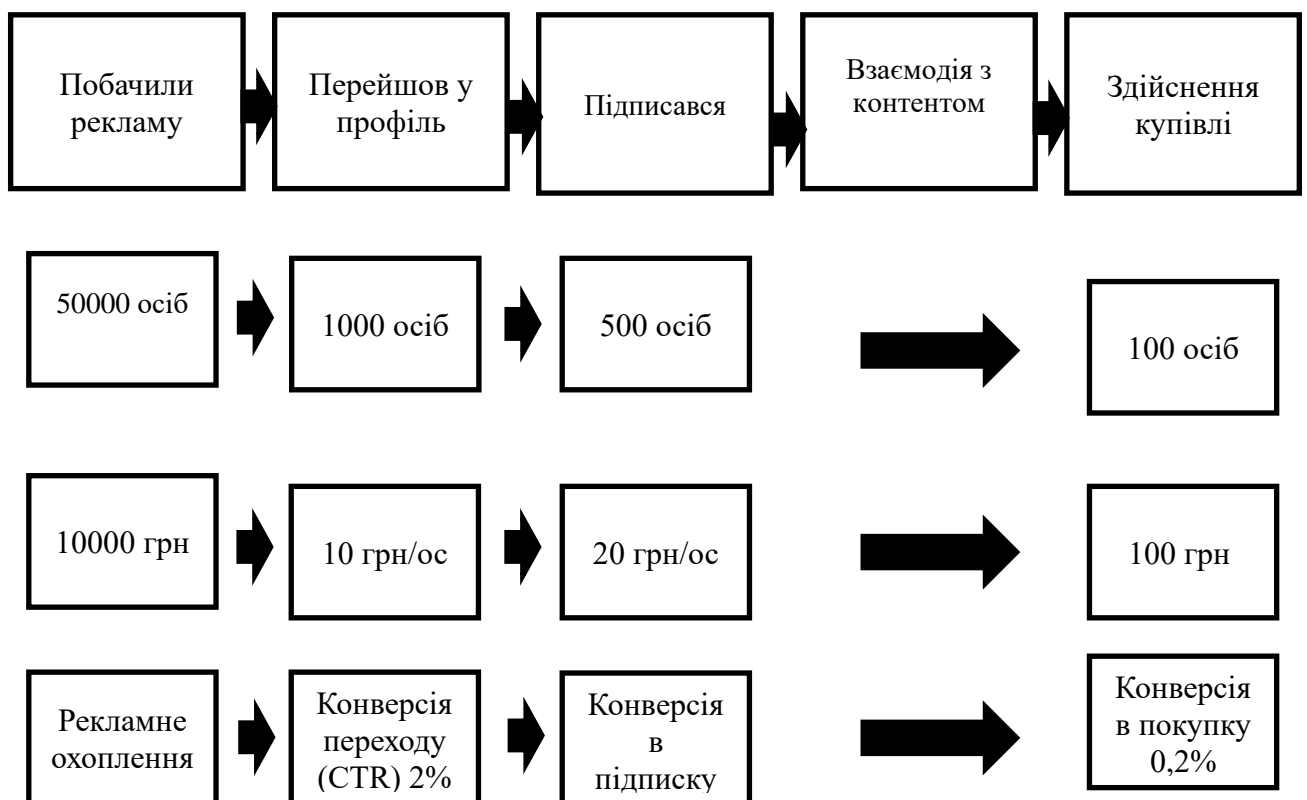 Побачили
рекламу
Перейшов у
профіль
Підписався
Взаємодія з
контентом
Здійснення
купівлі
50000 осіб
1000 осіб
500 осіб
100 осіб
10000 грн
10 грн/ос
20 грн/ос
100 грн
Рекламне
охоплення
Конверсія
переходу
(CTR) 2%
Конверсія
в
підписку
Конверсія
в покупку
0,2%